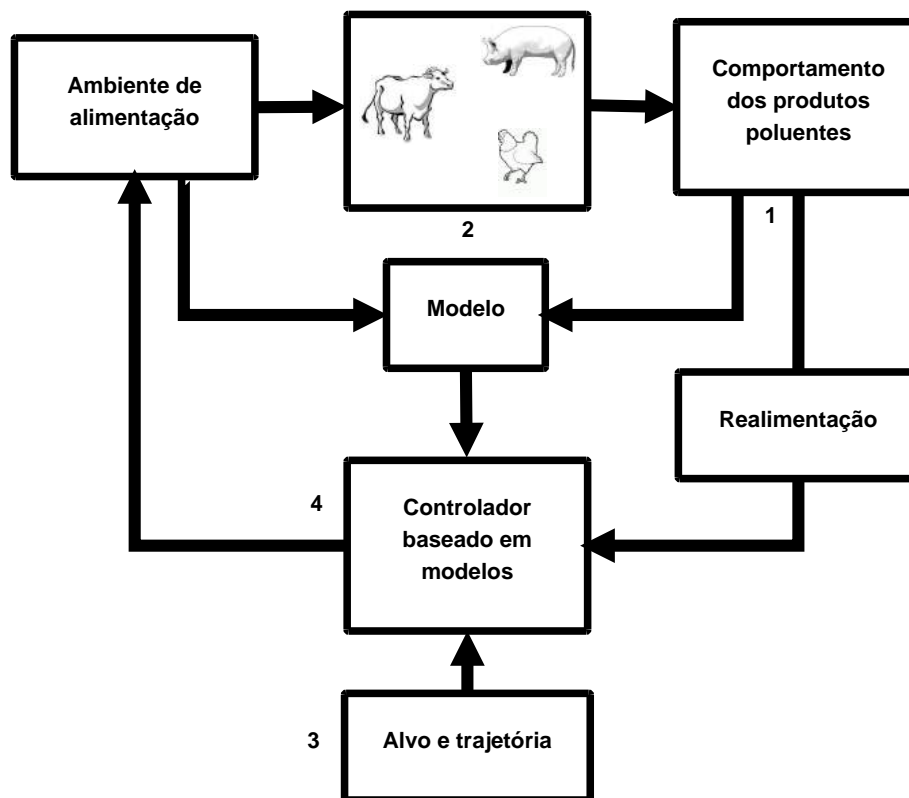 Ambiente de
alimentação
Comportamento
dos produtos
poluentes
1
2
Modelo
Realimentação
4
Controlador
baseado em
modelos
3
Alvo e trajetória